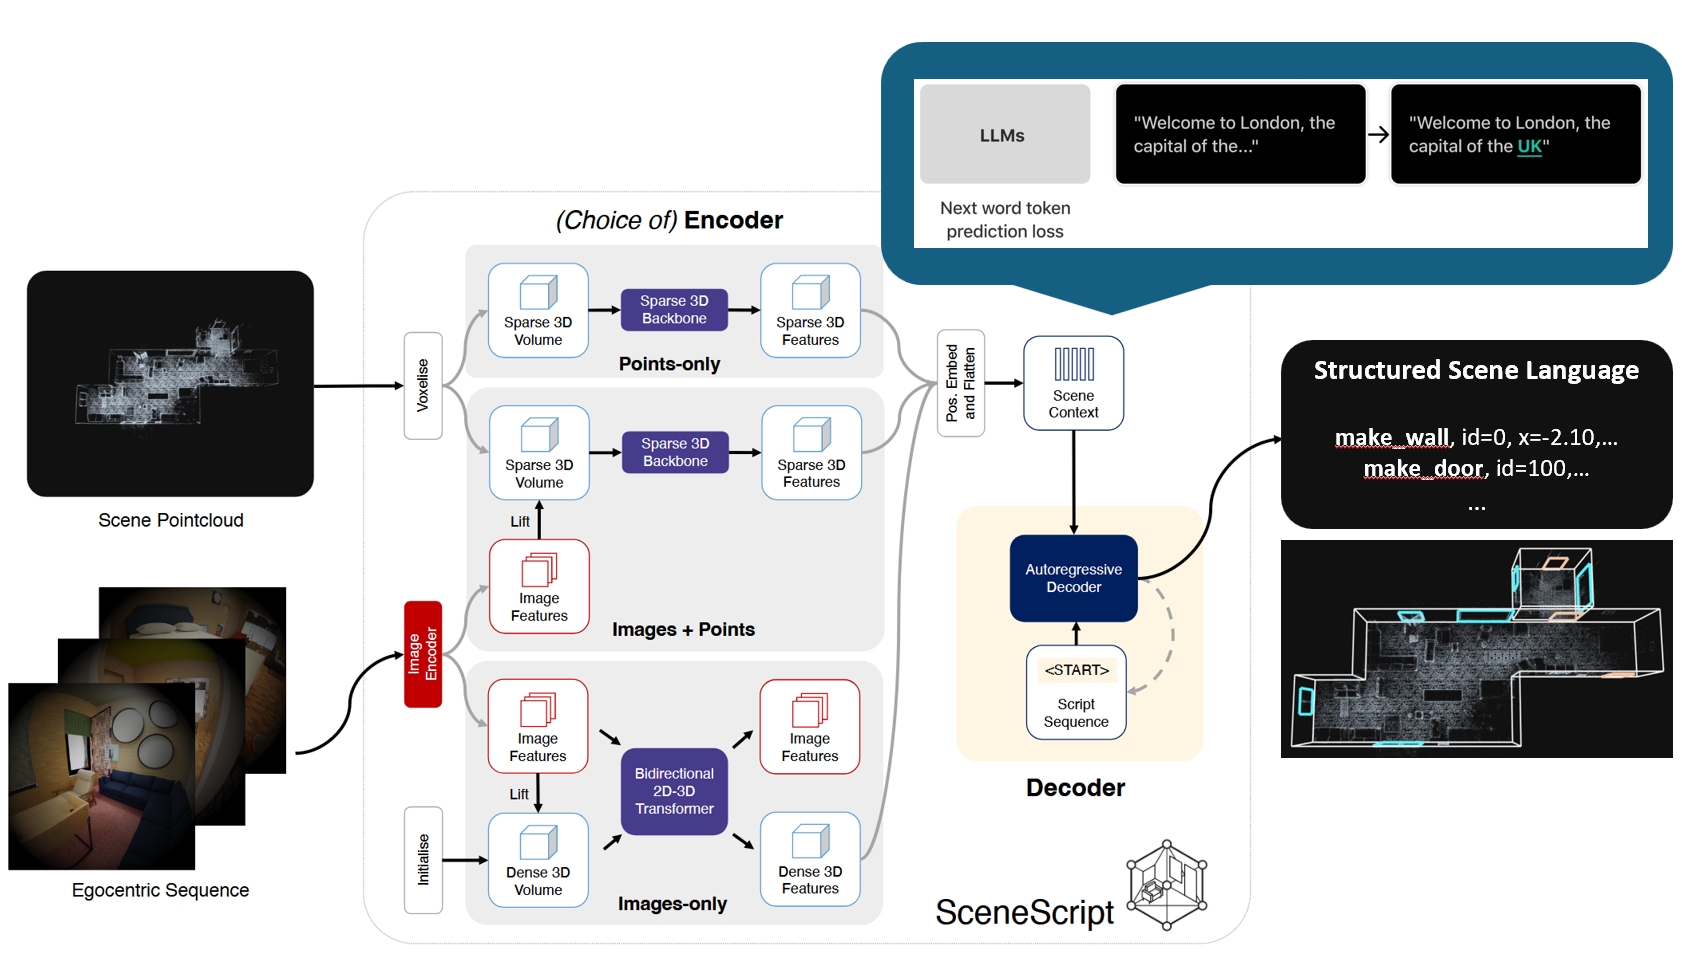 LLMs
"Welcome to London, the
capital of the..."
"Welcome to London, the
capital of the UK"
Next word token
prediction loss
(Choice of) Encoder
Sparse 3D
Volume
Sparse 3D
Backbone
Sparse 3D
Features
Points-only
Voxelise
Scene Pointcloud
Sparse 3D
Volume
Sparse 3D
Backbone
Sparse 3D
Features
Lift
Image
Features
Images + Points
Image
Encoder
Image
Features
Lift
Bidirectional
2D-3D
Transformer
Image
Features
Initialise
Dense 3D
Volume
Dense 3D
Features
Images-only
Egocentric Sequence
Pos. Embed
and Flatten
Scene
Context
Autoregressive
Decoder
<START>
Script
Sequence
Decoder
SceneScript
Structured Scene Language
make_wall, id=0, x=-2.10,...
make_door, id=100,...
...